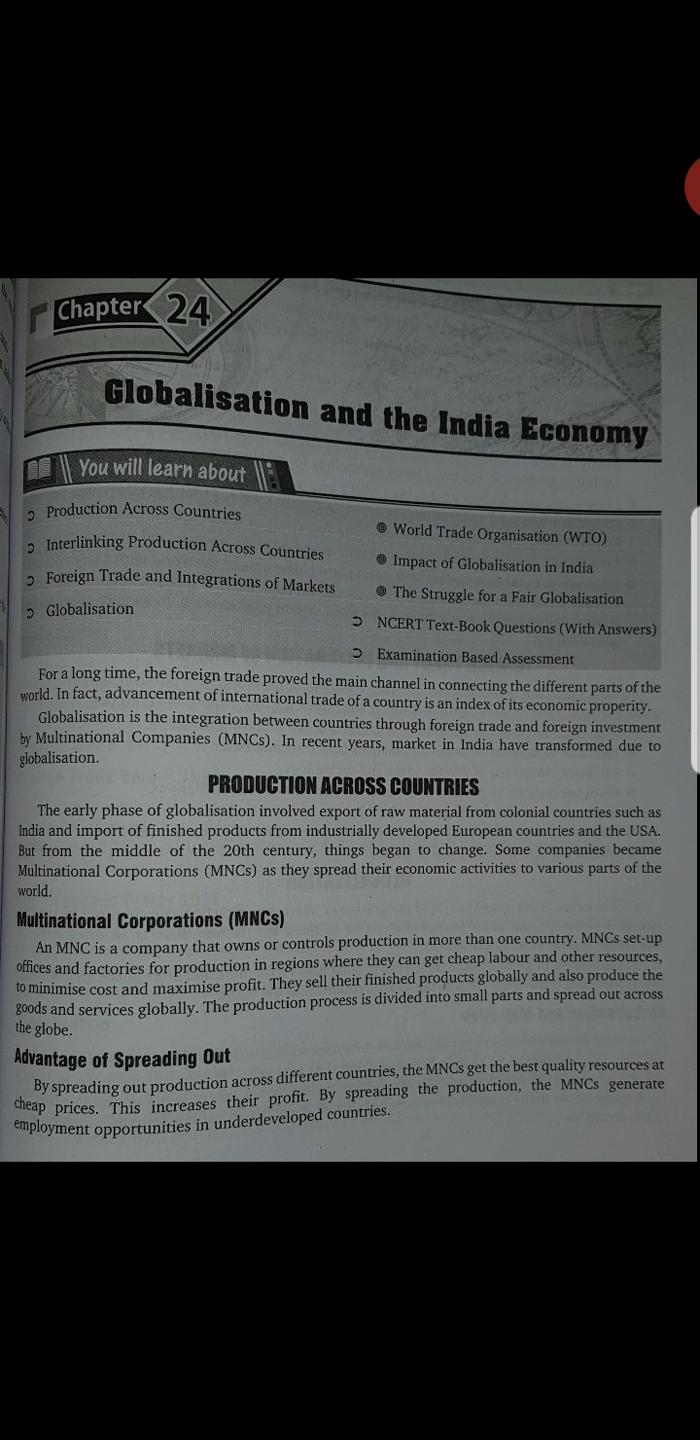 Chapter 24
Globalisation and the India Economy
You will learn about
Production Across Countries
Interlinking Production Across Countries
Foreign Trade and Integrations of Markets
Globalisation
World Trade Organisation (WTO)
Impact of Globalisation in India
The Struggle for a Fair Globalisation
NCERT Text-Book Questions (With Answers)
Examination Based Assessment
For a long time, the foreign trade proved the main channel in connecting the different parts of the
world. In fact, advancement of international trade of a country is an index of its economic properity.
Globalisation is the integration between countries through foreign trade and foreign investment
by Multinational Companies (MNCs). In recent years, market in India have transformed due to
globalisation.
PRODUCTION ACROSS COUNTRIES
The early phase of globalisation involved export of raw material from colonial countries such as
India and import of finished products from industrially developed European countries and the USA.
But from the middle of the 20th century, things began to change. Some companies became
Multinational Corporations (MNCs) as they spread their economic activities to various parts of the
world.
Multinational Corporations (MNCs)
An MNC is a company that owns or controls production in more than one country. MNCs set-up
offices and factories for production in regions where they can get cheap labour and other resources,
to minimise cost and maximise profit. They sell their finished products globally and also produce the
goods and services globally. The production process is divided into small parts and spread out across
the globe.
Advantage of Spreading Out
By spreading out production across different countries, the MNCs get the best quality resources at
cheap prices. This increases their profit. By spreading the production, the MNCs generate
employment opportunities in underdeveloped countries.